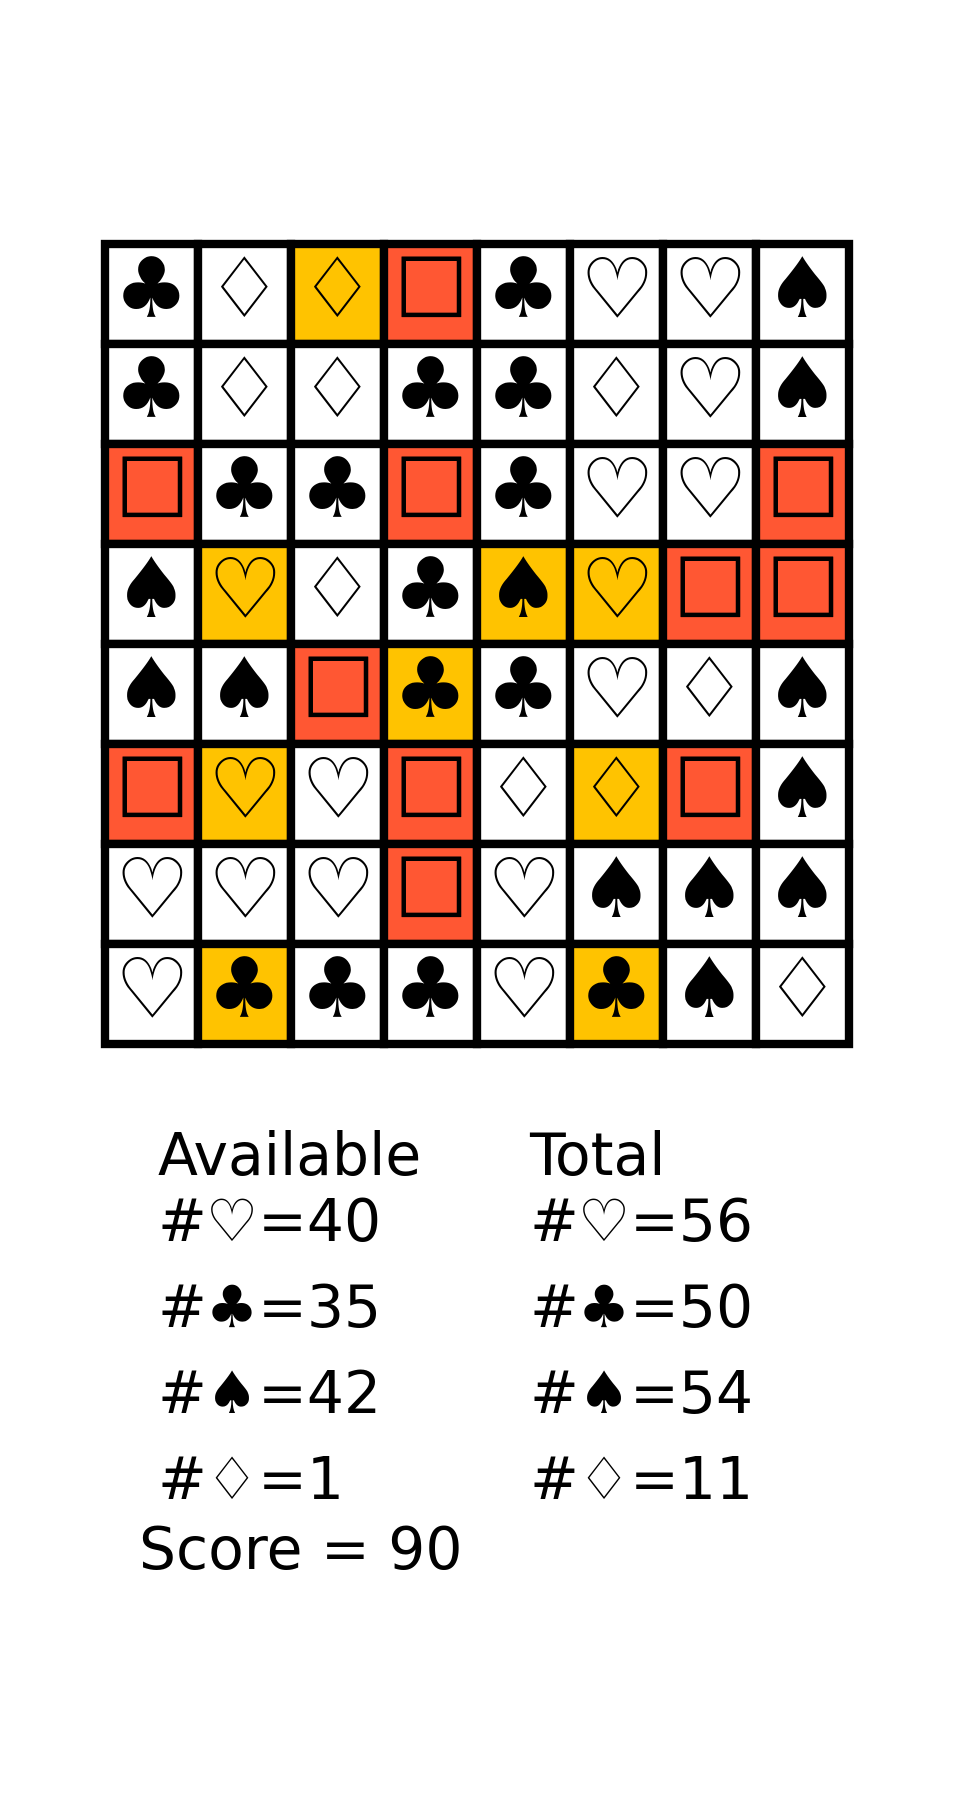 ♣ ♢ ♢ □ ♣ ♡ ♡ ♠
♣ ♢ ♢ ♣ ♣ ♢ ♡ ♠
□ ♣ ♣ □ ♣ ♡ ♡ □
♠ ♡ ♢ ♣ ♠ ♡ □ □
♠ ♠ □ ♣ ♣ ♡ ♢ ♠
□ ♡ ♡ □ ♢ ♢ □ ♠
♡ ♡ ♡ □ ♡ ♠ ♠ ♠
♡ ♣ ♣ ♣ ♡ ♣ ♠ ♢
Available Total
#♡=40 #♡=56
#♣=35 #♣=50
#♠=42 #♠=54
#♢=1 #♢=11
Score = 90